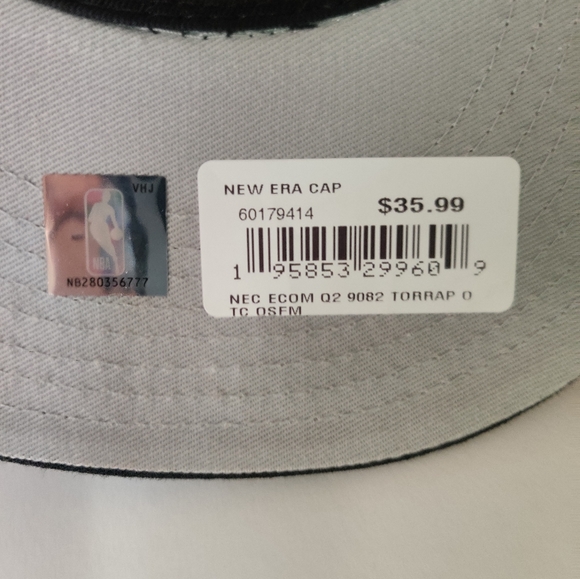 VHJ
NBA
NB280356777
NEW ERA CAP
60179414 $35.99
1 95853 29960 9
NEC ECOM Q2 9082 TORRAP O
TC OSFM